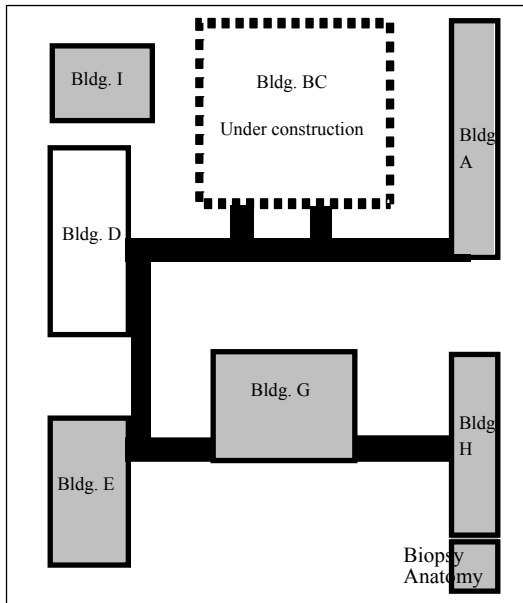 Bldg. I
Bldg. BC
Under construction
Bldg
A
Bldg. D
Bldg. G
Bldg
H
Bldg. E
Biopsy
Anatomy